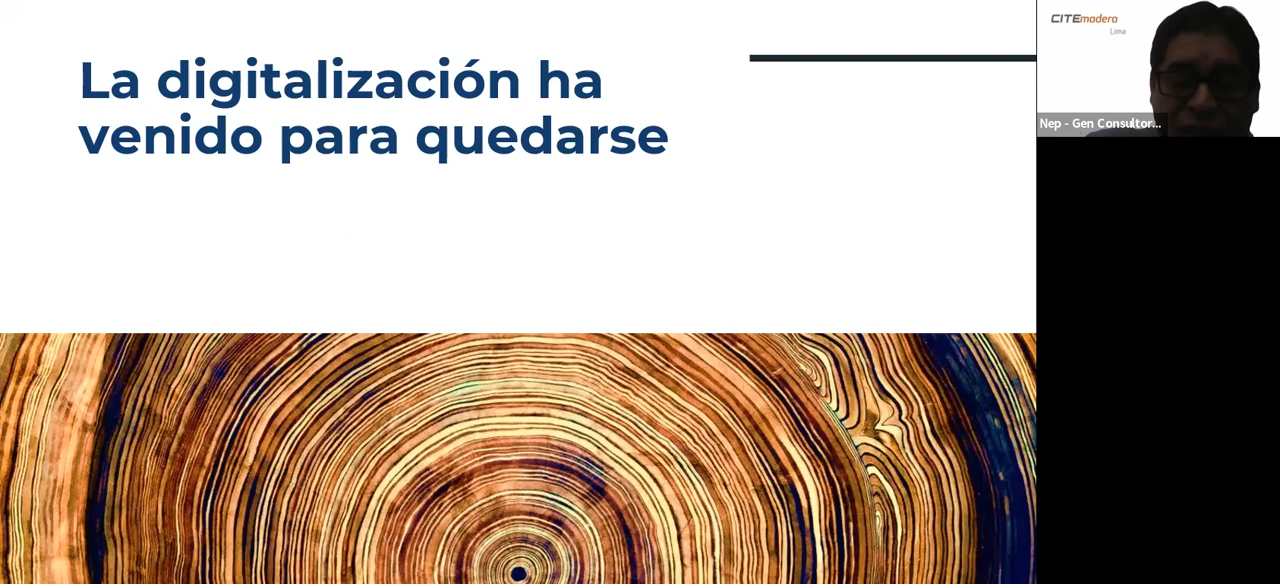 La digitalización ha
venido para quedarse
CITEmadera
Lima
Nep - Gen Consultor...